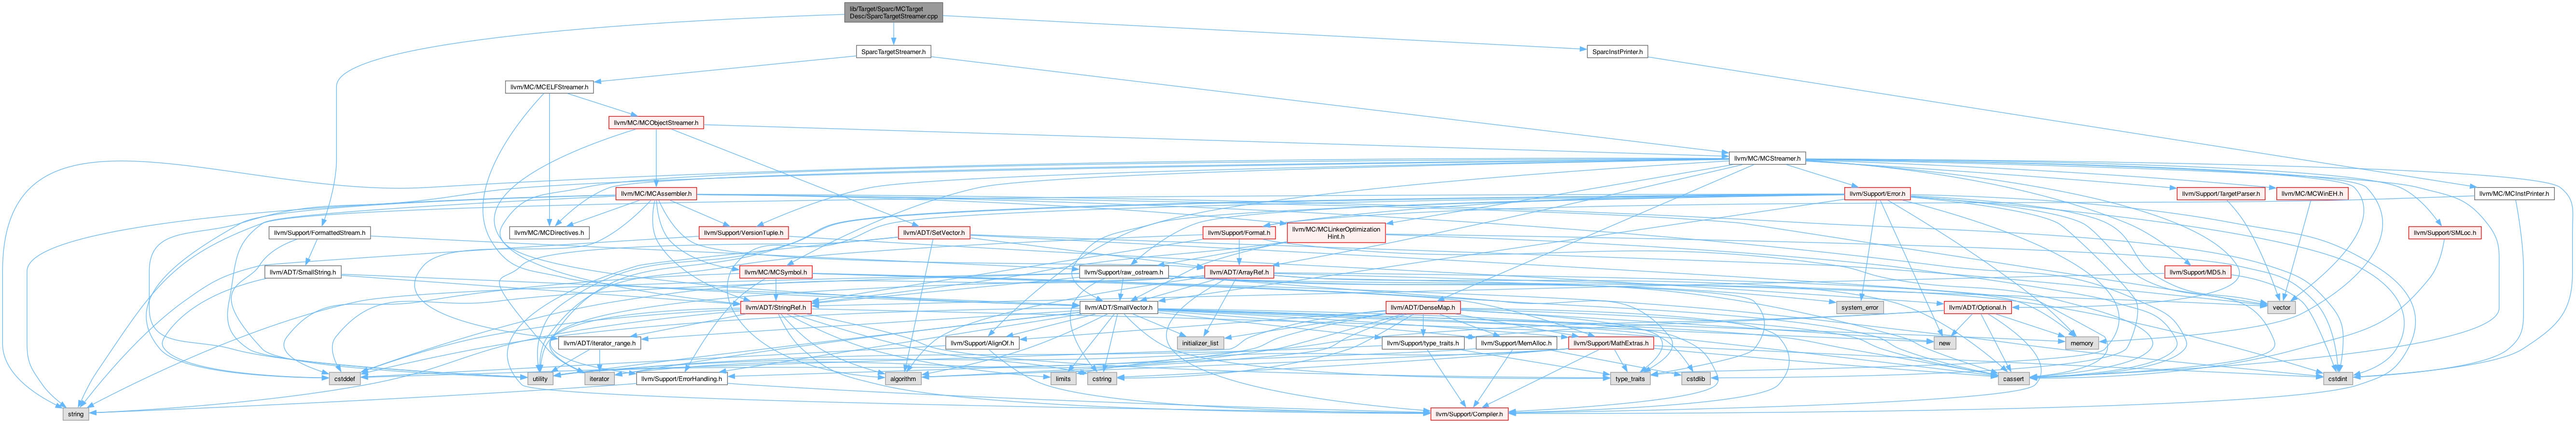 lib/Target/Sparc/MCTarget
Desc/SparcTargetStreamer.cpp
SparcTargetStreamer.h
SparcInstPrinter.h
llvm/MC/MCELFStreamer.h
llvm/MC/MCObjectStreamer.h
llvm/MC/MCStreamer.h
llvm/MC/MCAssembler.h
llvm/Support/Error.h
llvm/Support/TargetParser.h
llvm/MC/MCWinEH.h
llvm/MC/MCInstPrinter.h
llvm/Support/FormattedStream.h
llvm/MC/MCDirectives.h
llvm/Support/VersionTuple.h
llvm/ADT/SetVector.h
llvm/Support/Format.h
llvm/MC/MCLinkerOptimization
Hint.h
llvm/Support/SMLoc.h
llvm/ADT/SmallString.h
llvm/MC/MCSymbol.h
llvm/Support/raw_ostream.h
llvm/ADT/ArrayRef.h
llvm/Support/MD5.h
llvm/ADT/StringRef.h
llvm/ADT/SmallVector.h
llvm/ADT/DenseMap.h
system_error
llvm/ADT/Optional.h
vector
llvm/ADT/iterator_range.h
llvm/Support/AlignOf.h
initializer_list
llvm/Support/type_traits.h
llvm/Support/MemAlloc.h
llvm/Support/MathExtras.h
new
memory
cstddef
utility
iterator
llvm/Support/ErrorHandling.h
algorithm
limits
cstring
type_traits
cstdlib
cassert
cstdint
string
llvm/Support/Compiler.h